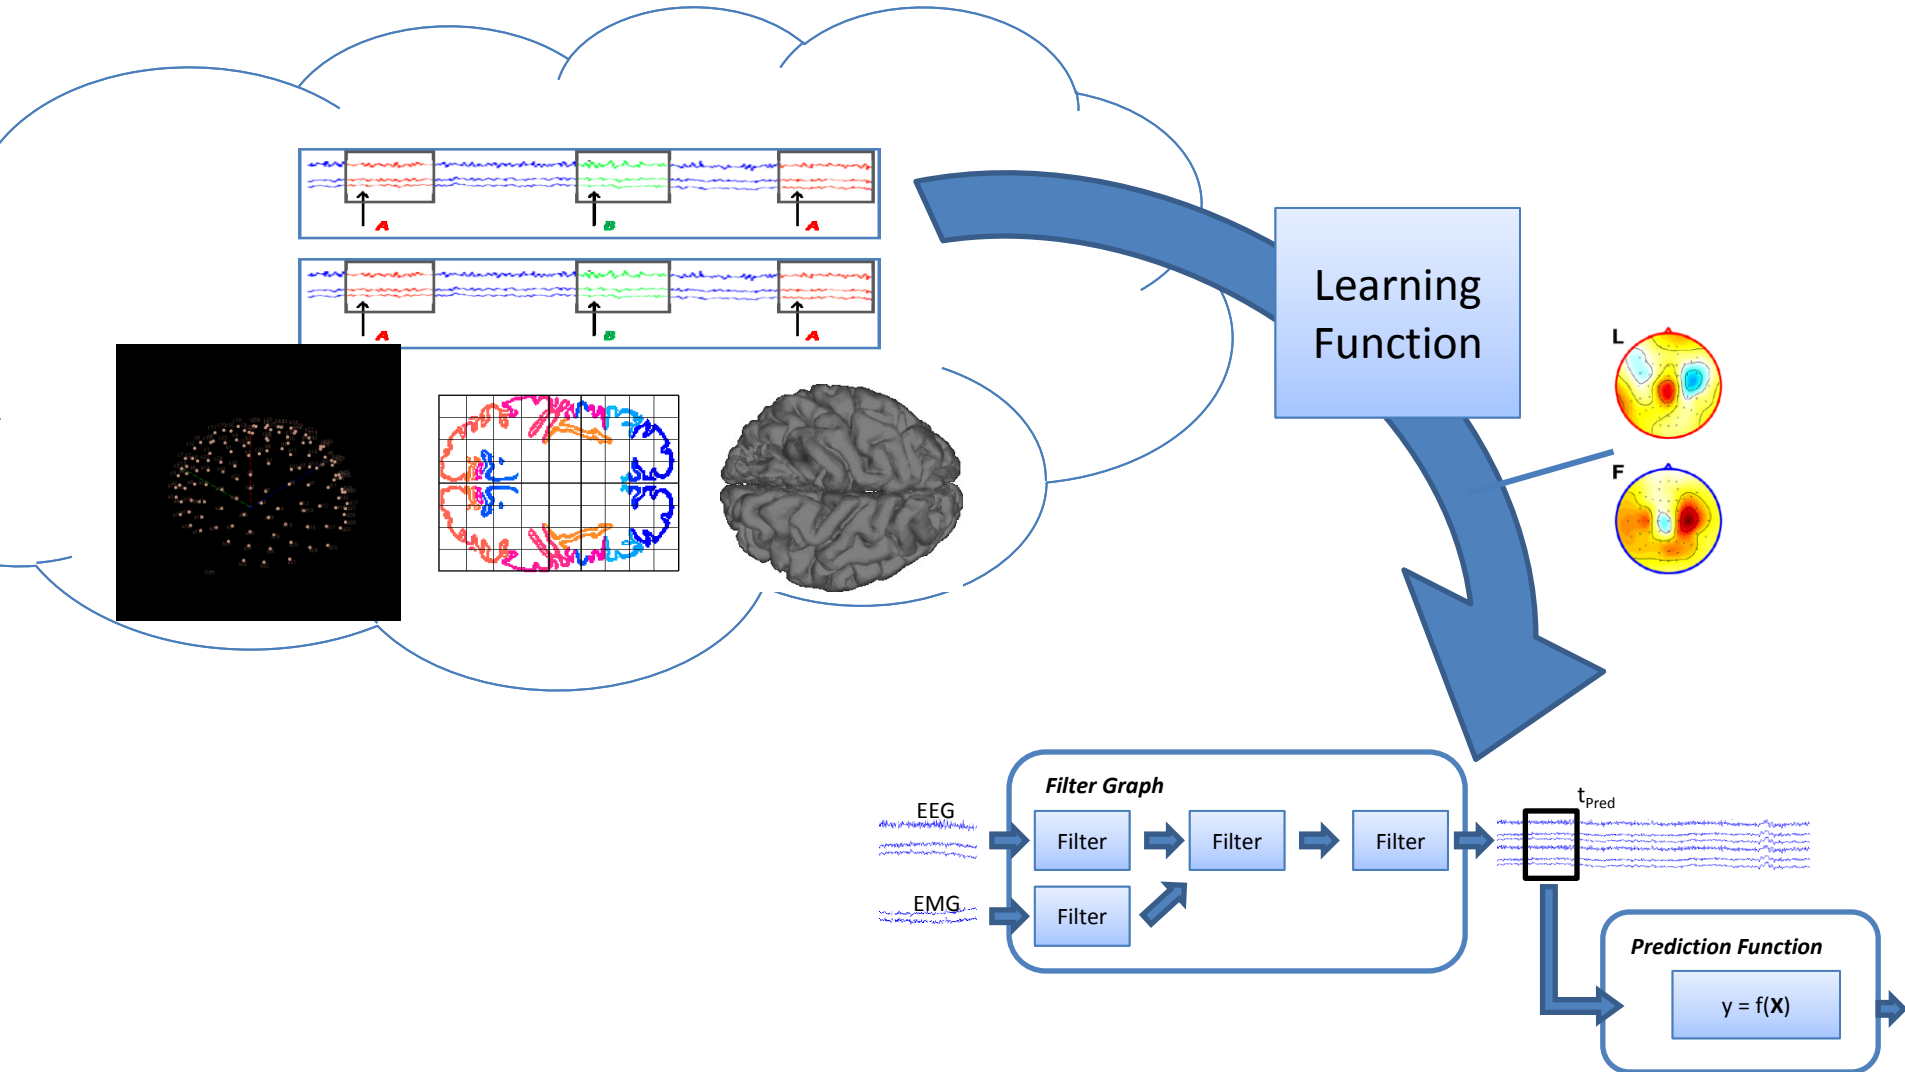 A
B
A
A
B
A
Learning
Function
L
F
Filter Graph
EEG
Filter
Filter
Filter
EMG
Filter
tPred
Prediction Function
y = f(X)